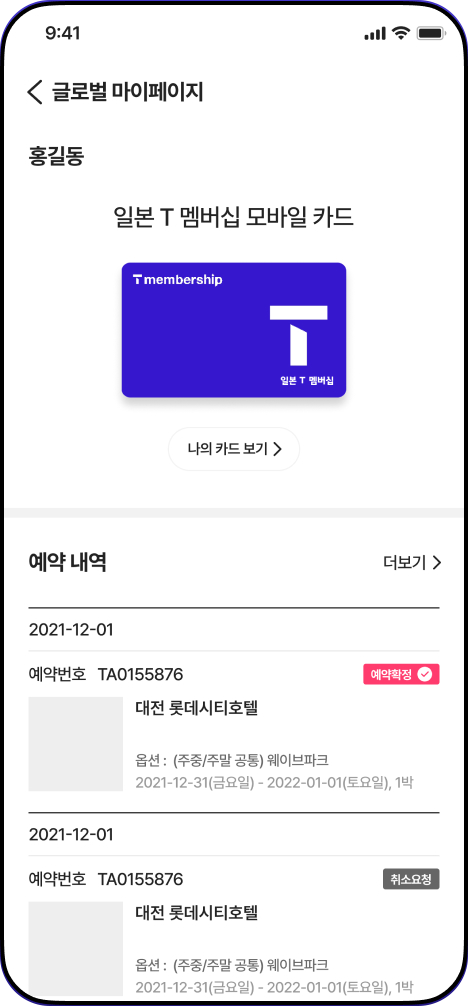 9:41
글로벌 마이페이지
홍길동
일본 T 멤버십 모바일 카드
T membership
T
일본 T 멤버십
나의 카드 보기
예약 내역 더보기
2021-12-01
예약번호 TA0155876 예약확정
대전 롯데시티호텔
옵션 : (주중/주말 공통) 웨이브파크
2021-12-31(금요일) - 2022-01-01(토요일), 1박
2021-12-01
예약번호 TA0155876 취소요청
대전 롯데시티호텔
옵션 : (주중/주말 공통) 웨이브파크
2021-12-31(금요일) - 2022-01-01(토요일), 1박